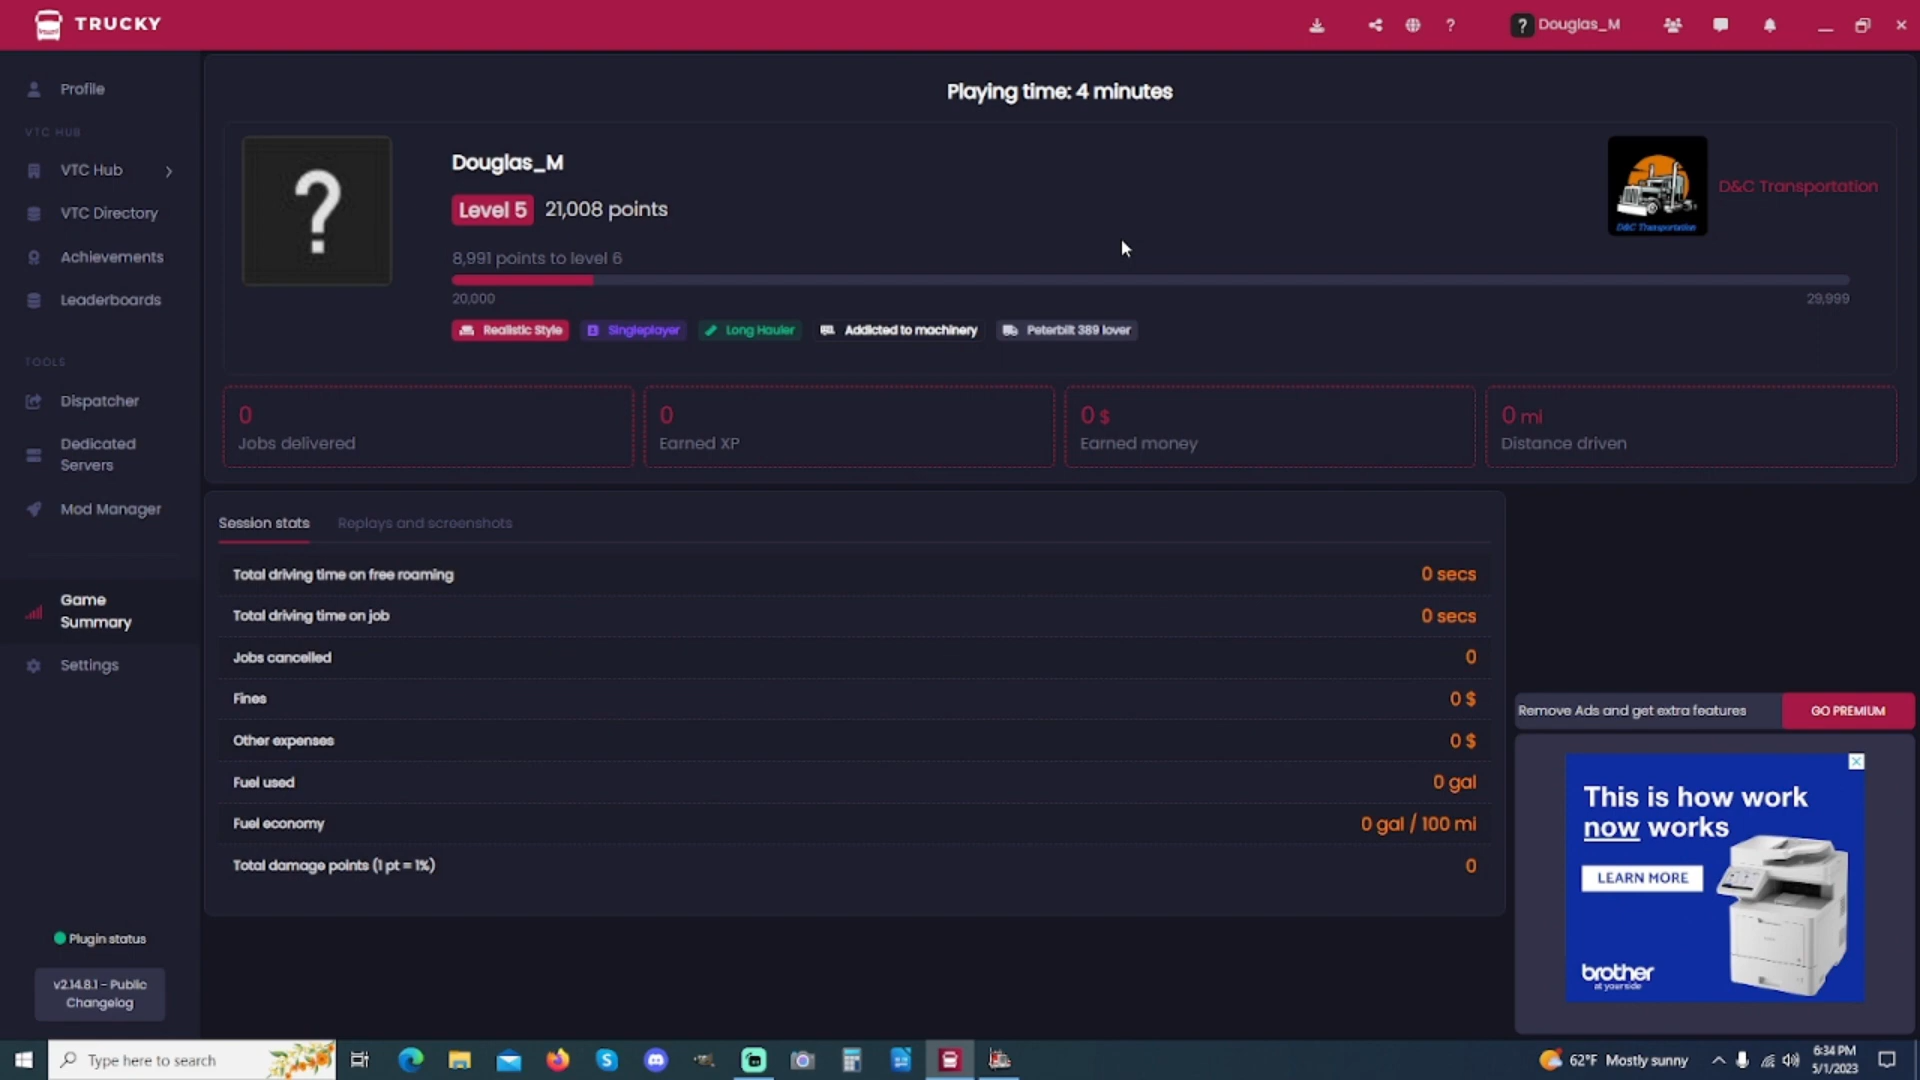 TRUCKY
?
? Douglas_M
Profile
VTC HUB
VTC Hub
VTC Directory
Achievements
Leaderboards
TOOLS
Dispatcher
Dedicated
Servers
Mod Manager
Game
Summary
Settings
Plugin status
v2.14.8.1 - Public
Changelog
Playing time: 4 minutes
?
Douglas_M
Level 5 21,008 points
8,991 points to level 6
20,000
29,999
Realistic Style
Singleplayer
Long Hauler
Addicted to machinery
Peterbilt 389 lover
D&C Transportation
D&C Transportation
0
Jobs delivered
0
Earned XP
0 $
Earned money
0 mi
Distance driven
Session stats
Replays and screenshots
Total driving time on free roaming 0 secs
Total driving time on job 0 secs
Jobs cancelled 0
Fines 0 $
Other expenses 0 $
Fuel used 0 gal
Fuel economy 0 gal / 100 mi
Total damage points (1 pt = 1%) 0
Remove Ads and get extra features
GO PREMIUM
This is how work
now works
LEARN MORE
brother
at your side
Type here to search
62°F Mostly sunny
6:34 PM
5/1/2023